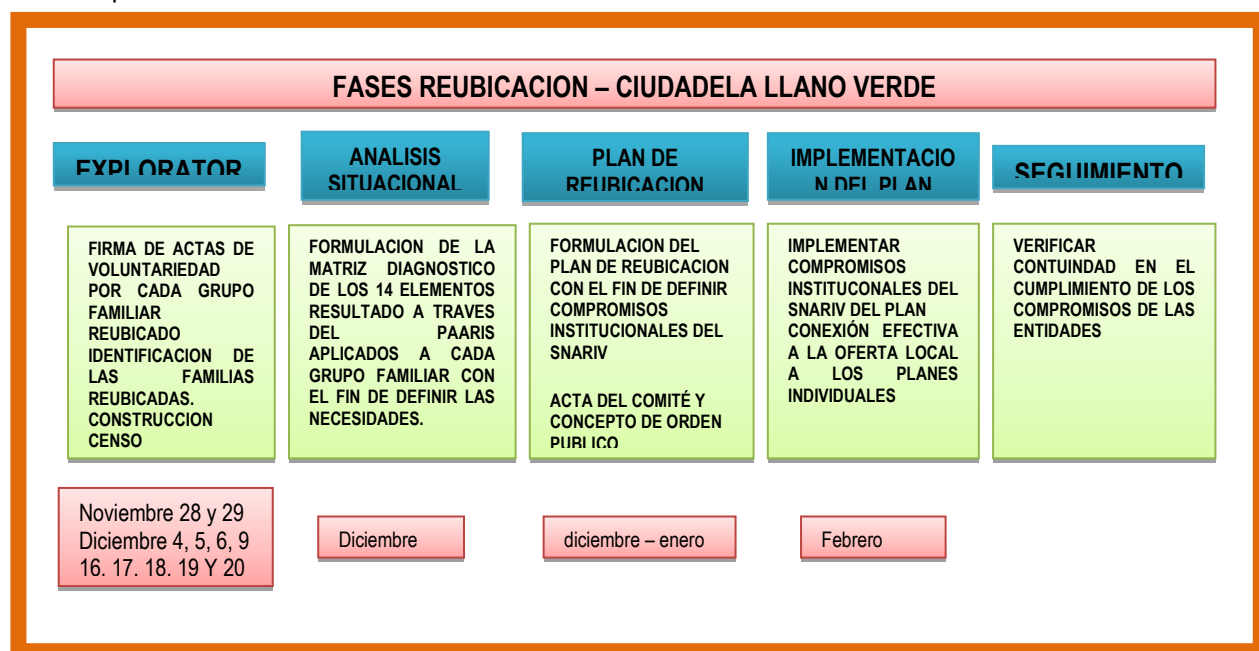 FASES REUBICACION – CIUDADELA LLANO VERDE
EXPLORATOR
ANALISIS
SITUACIONAL
PLAN DE
REUBICACION
IMPLEMENTACIO
N DEL PLAN
SEGUIMIENTO
FIRMA DE ACTAS DE
VOLUNTARIEDAD
POR CADA GRUPO
FAMILIAR
REUBICADO
IDENTIFICACION DE
LAS FAMILIAS
REUBICADAS.
CONSTRUCCION
CENSO
FORMULACION DE LA
MATRIZ DIAGNOSTICO
DE LOS 14 ELEMENTOS
RESULTADO A TRAVES
DEL PAARIS
APLICADOS A CADA
GRUPO FAMILIAR CON
EL FIN DE DEFINIR LAS
NECESIDADES.
FORMULACION DEL
PLAN DE REUBICACION
CON EL FIN DE DEFINIR
COMPROMISOS
INSTITUCIONALES DEL
SNARIV
ACTA DEL COMITÉ Y
CONCEPTO DE ORDEN
PUBLICO
IMPLEMENTAR
COMPROMISOS
INSTITUCONALES DEL
SNARIV DEL PLAN
CONEXIÓN EFECTIVA
A LA OFERTA LOCAL
A LOS PLANES
INDIVIDUALES
VERIFICAR
CONTUINDAD EN EL
CUMPLIMIENTO DE LOS
COMPROMISOS DE LAS
ENTIDADES
Noviembre 28 y 29
Diciembre 4, 5, 6, 9
16. 17. 18. 19 Y 20
Diciembre
diciembre – enero
Febrero